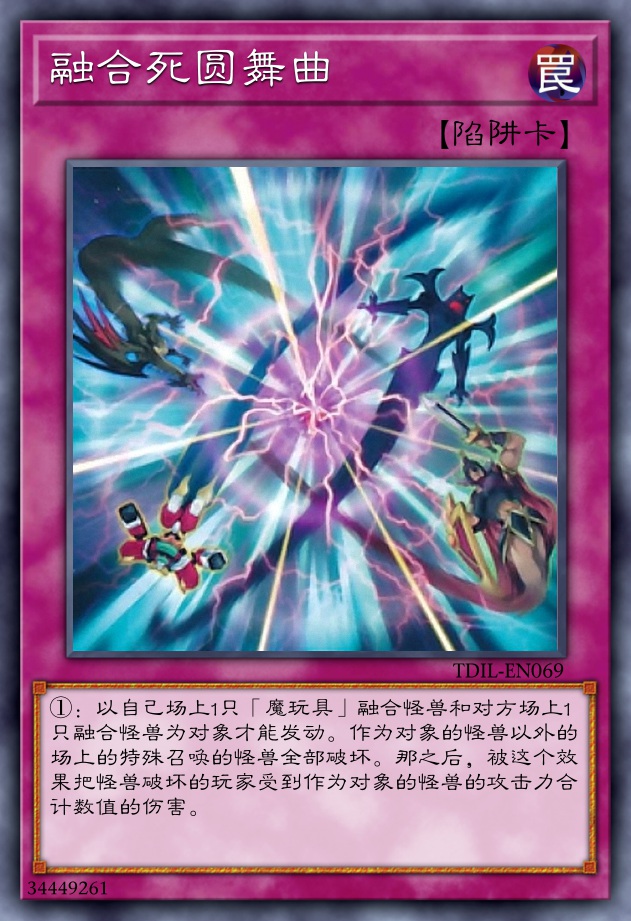 融合死圆舞曲
罠
【陷阱卡】
TDIL-EN069
①：以自己场上1只「魔玩具」融合怪兽和对方场上1
只融合怪兽为对象才能发动。作为对象的怪兽以外的
场上的特殊召唤的怪兽全部破坏。那之后，被这个效
果把怪兽破坏的玩家受到作为对象的怪兽的攻击力合
计数值的伤害。
34449261